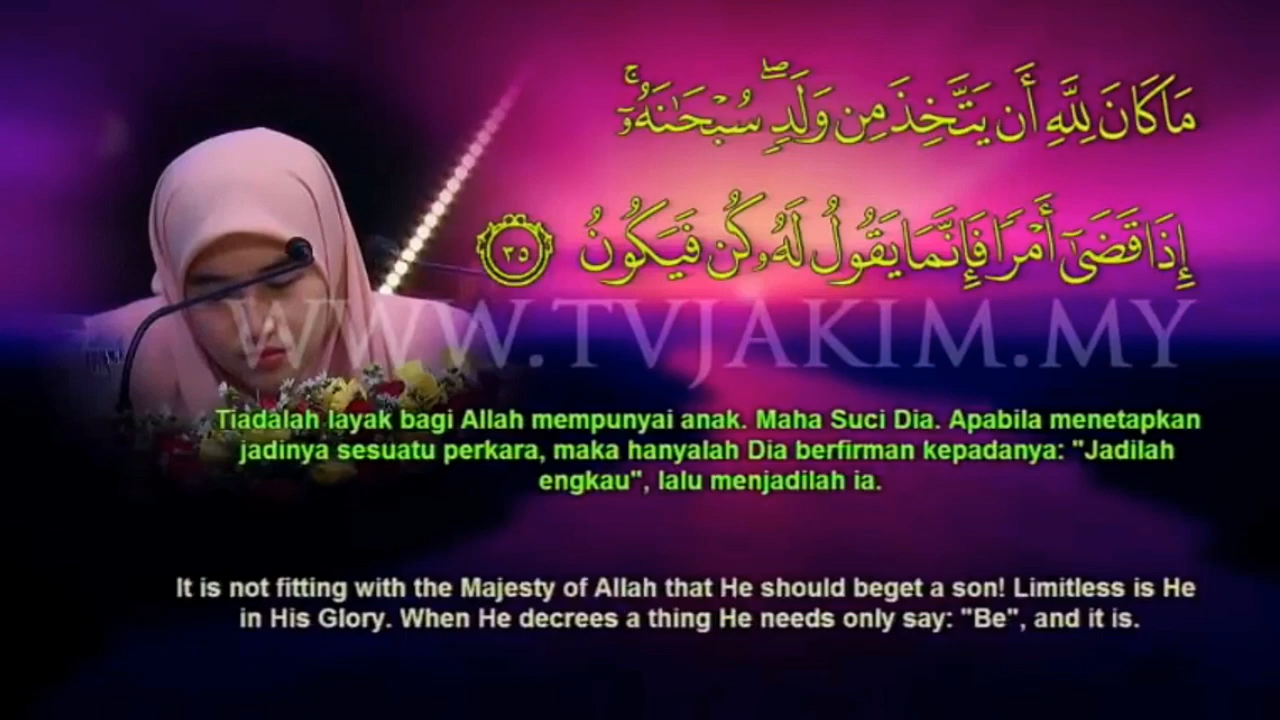 مَا كَانَ لِلَّهِ أَن يَتَّخِذَ مِن وَلَدٍ ۖ سُبْحَـٰنَهُۥٓ ۚ
إِذَا قَضَىٰٓ أَمْرًا فَإِنَّمَا يَقُولُ لَهُۥ كُن فَيَكُونُ ٣٥
WWW.TVJAKIM.MY
Tiadalah layak bagi Allah mempunyai anak. Maha Suci Dia. Apabila menetapkan
jadinya sesuatu perkara, maka hanyalah Dia berfirman kepadanya: "Jadilah
engkau", lalu menjadilah ia.
It is not fitting with the Majesty of Allah that He should beget a son! Limitless is He
in His Glory. When He decrees a thing He needs only say: "Be", and it is.